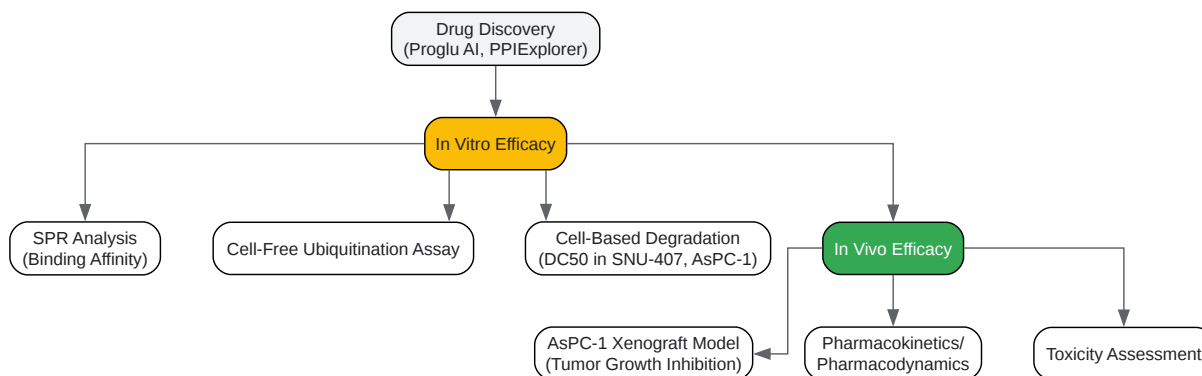 Drug Discovery
(Proglu AI, PPIExplorer)
In Vitro Efficacy
SPR Analysis
(Binding Affinity)
Cell-Free Ubiquitination Assay
Cell-Based Degradation
(DC50 in SNU-407, AsPC-1)
In Vivo Efficacy
AsPC-1 Xenograft Model
(Tumor Growth Inhibition)
Pharmacokinetics/
Pharmacodynamics
Toxicity Assessment